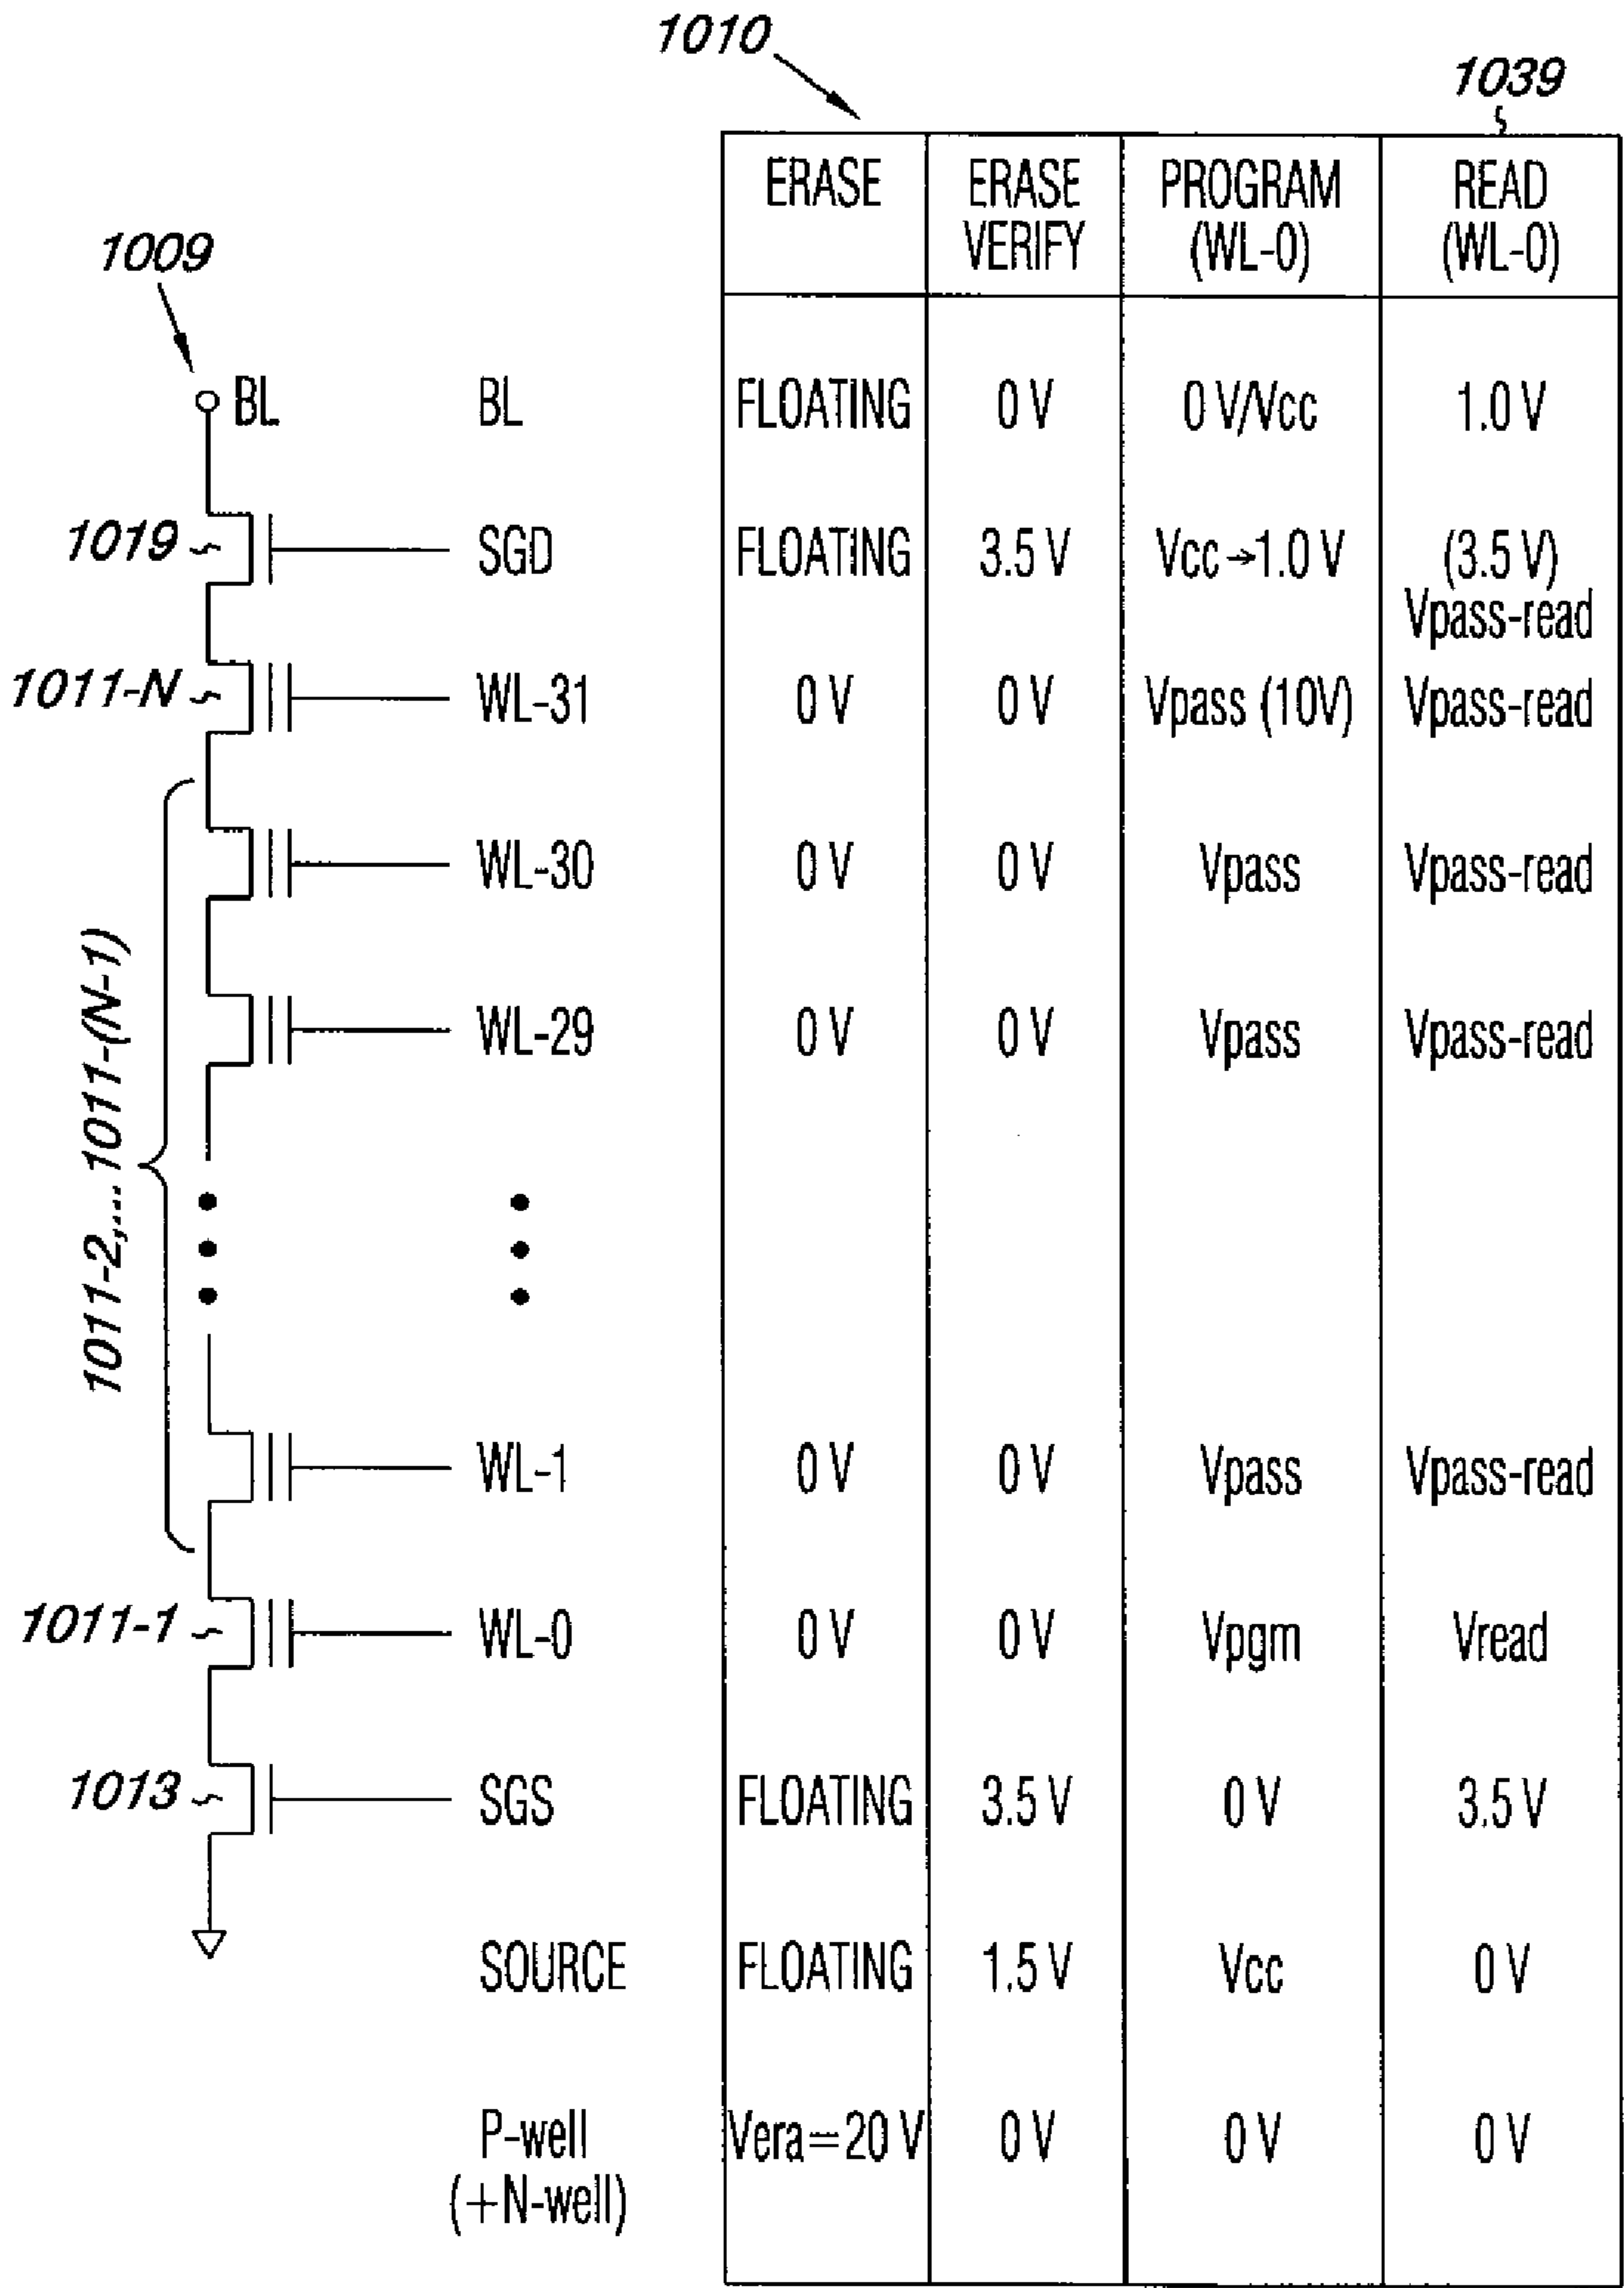 1010
1039
ERASE
ERASE VERIFY
PROGRAM (WL-0)
READ (WL-0)
1009
BL BL FLOATING 0 V 0 V/Vcc 1.0 V
1019 SGD FLOATING 3.5 V Vcc→1.0 V (3.5 V) Vpass-read
1011-N WL-31 0 V 0 V Vpass (10V) Vpass-read
WL-30 0 V 0 V Vpass Vpass-read
WL-29 0 V 0 V Vpass Vpass-read
1011-2,... 1011-(N-1)
WL-1 0 V 0 V Vpass Vpass-read
1011-1 WL-0 0 V 0 V Vpgm Vread
1013 SGS FLOATING 3.5 V 0 V 3.5 V
SOURCE FLOATING 1.5 V Vcc 0 V
P-well Vera=20 V 0 V 0 V 0 V
(+N-well)